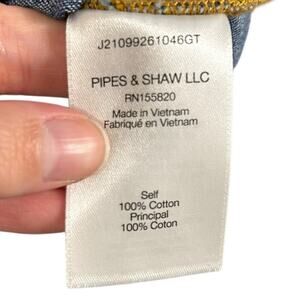 J21099261046GT
PIPES & SHAW LLC
RN155820
Made in Vietnam
Fabriqué en Vietnam
Self
100% Cotton
Principal
100% Coton